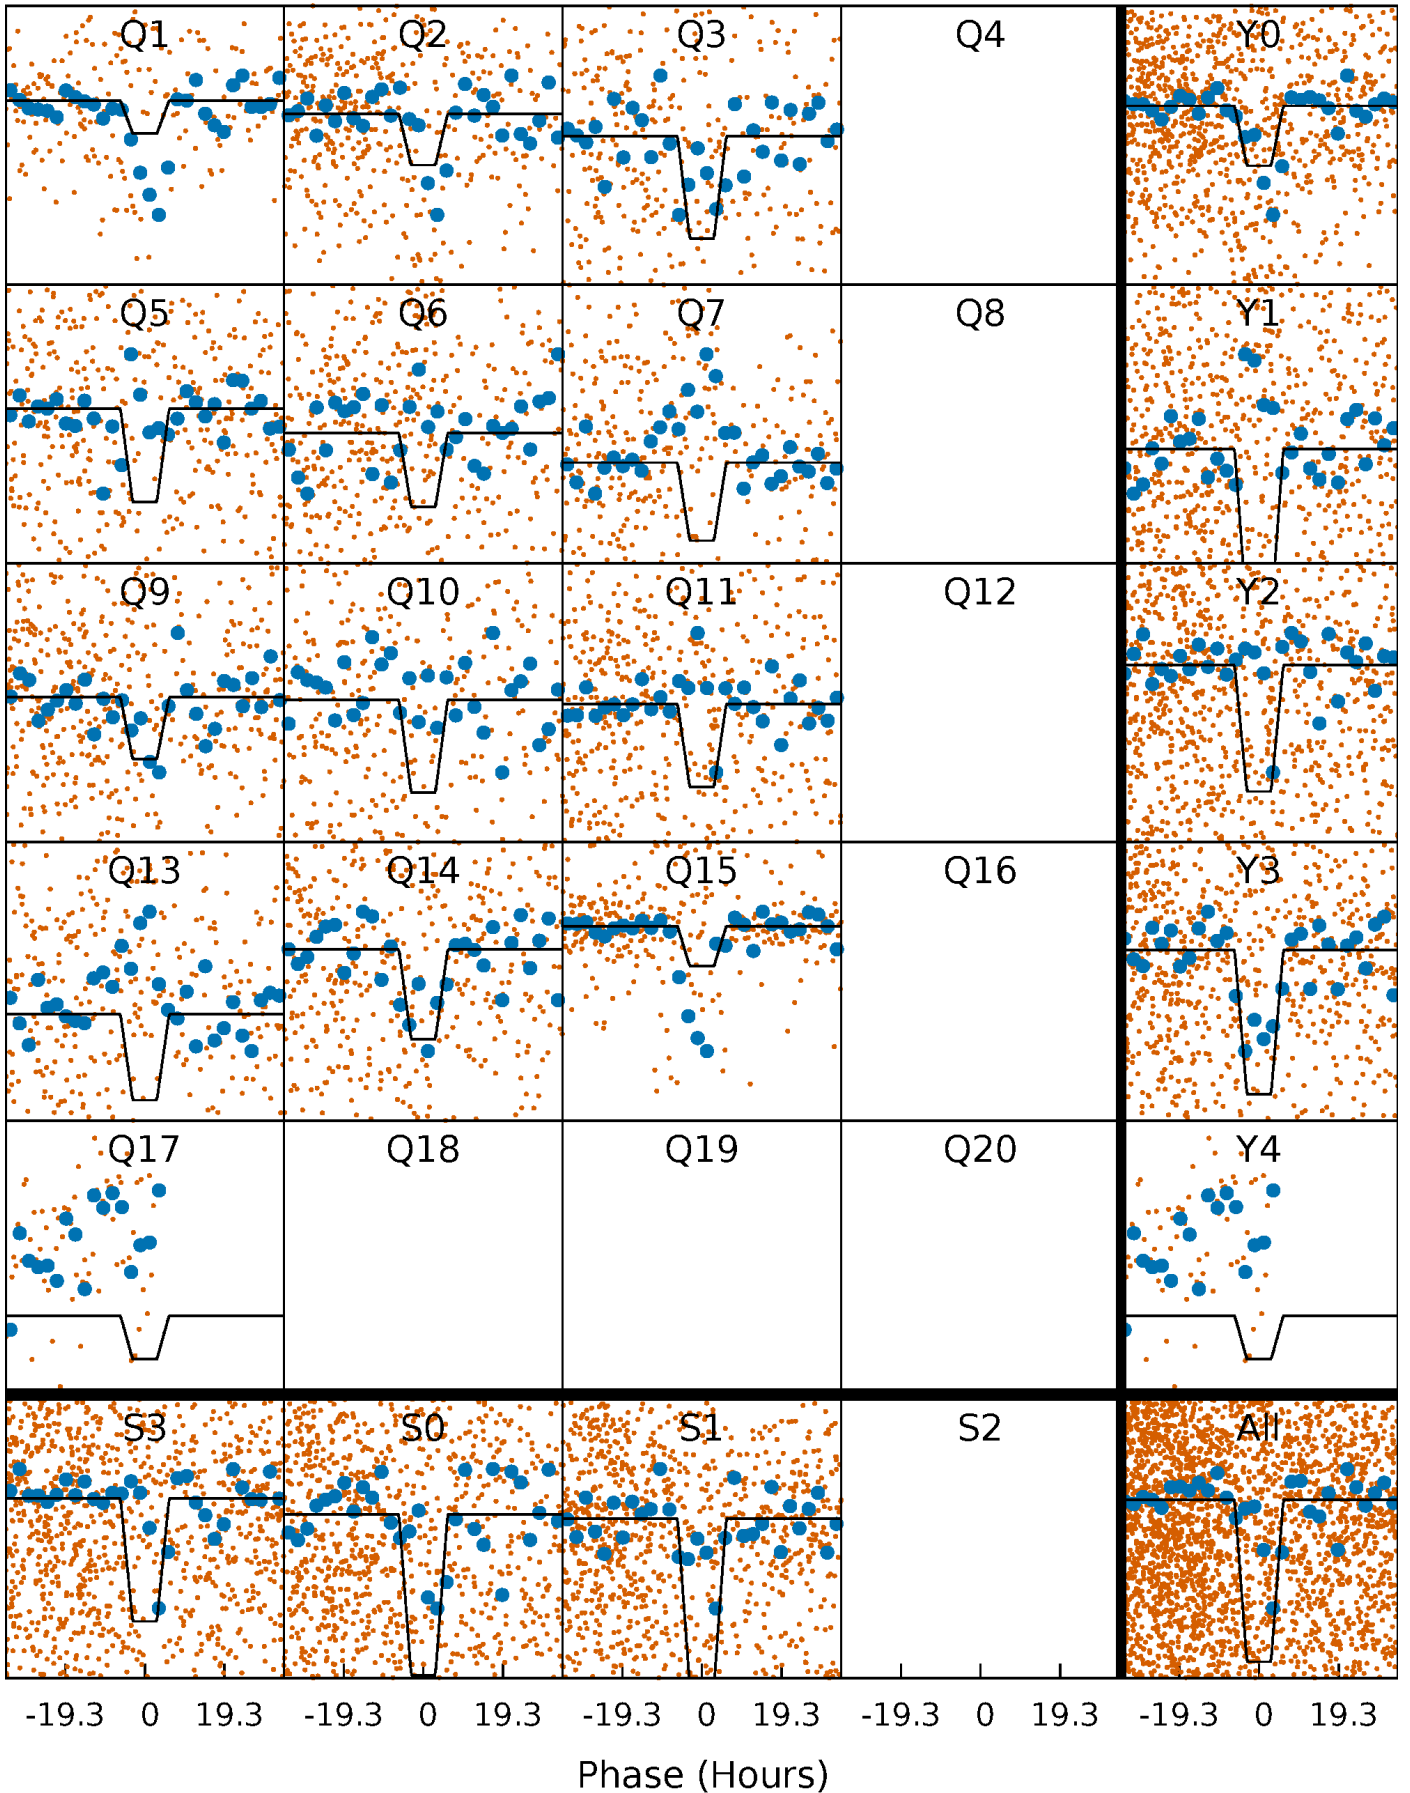 Q1 Q2 Q3 Q4 Y0
Q5 Q6 Q7 Q8 Y1
Q9 Q10 Q11 Q12 Y2
Q13 Q14 Q15 Q16 Y3
Q17 Q18 Q19 Q20 Y4
S3 S0 S1 S2 All
-19.3 0 19.3 -19.3 0 19.3 -19.3 0 19.3 -19.3 0 19.3 -19.3 0 19.3
Phase (Hours)